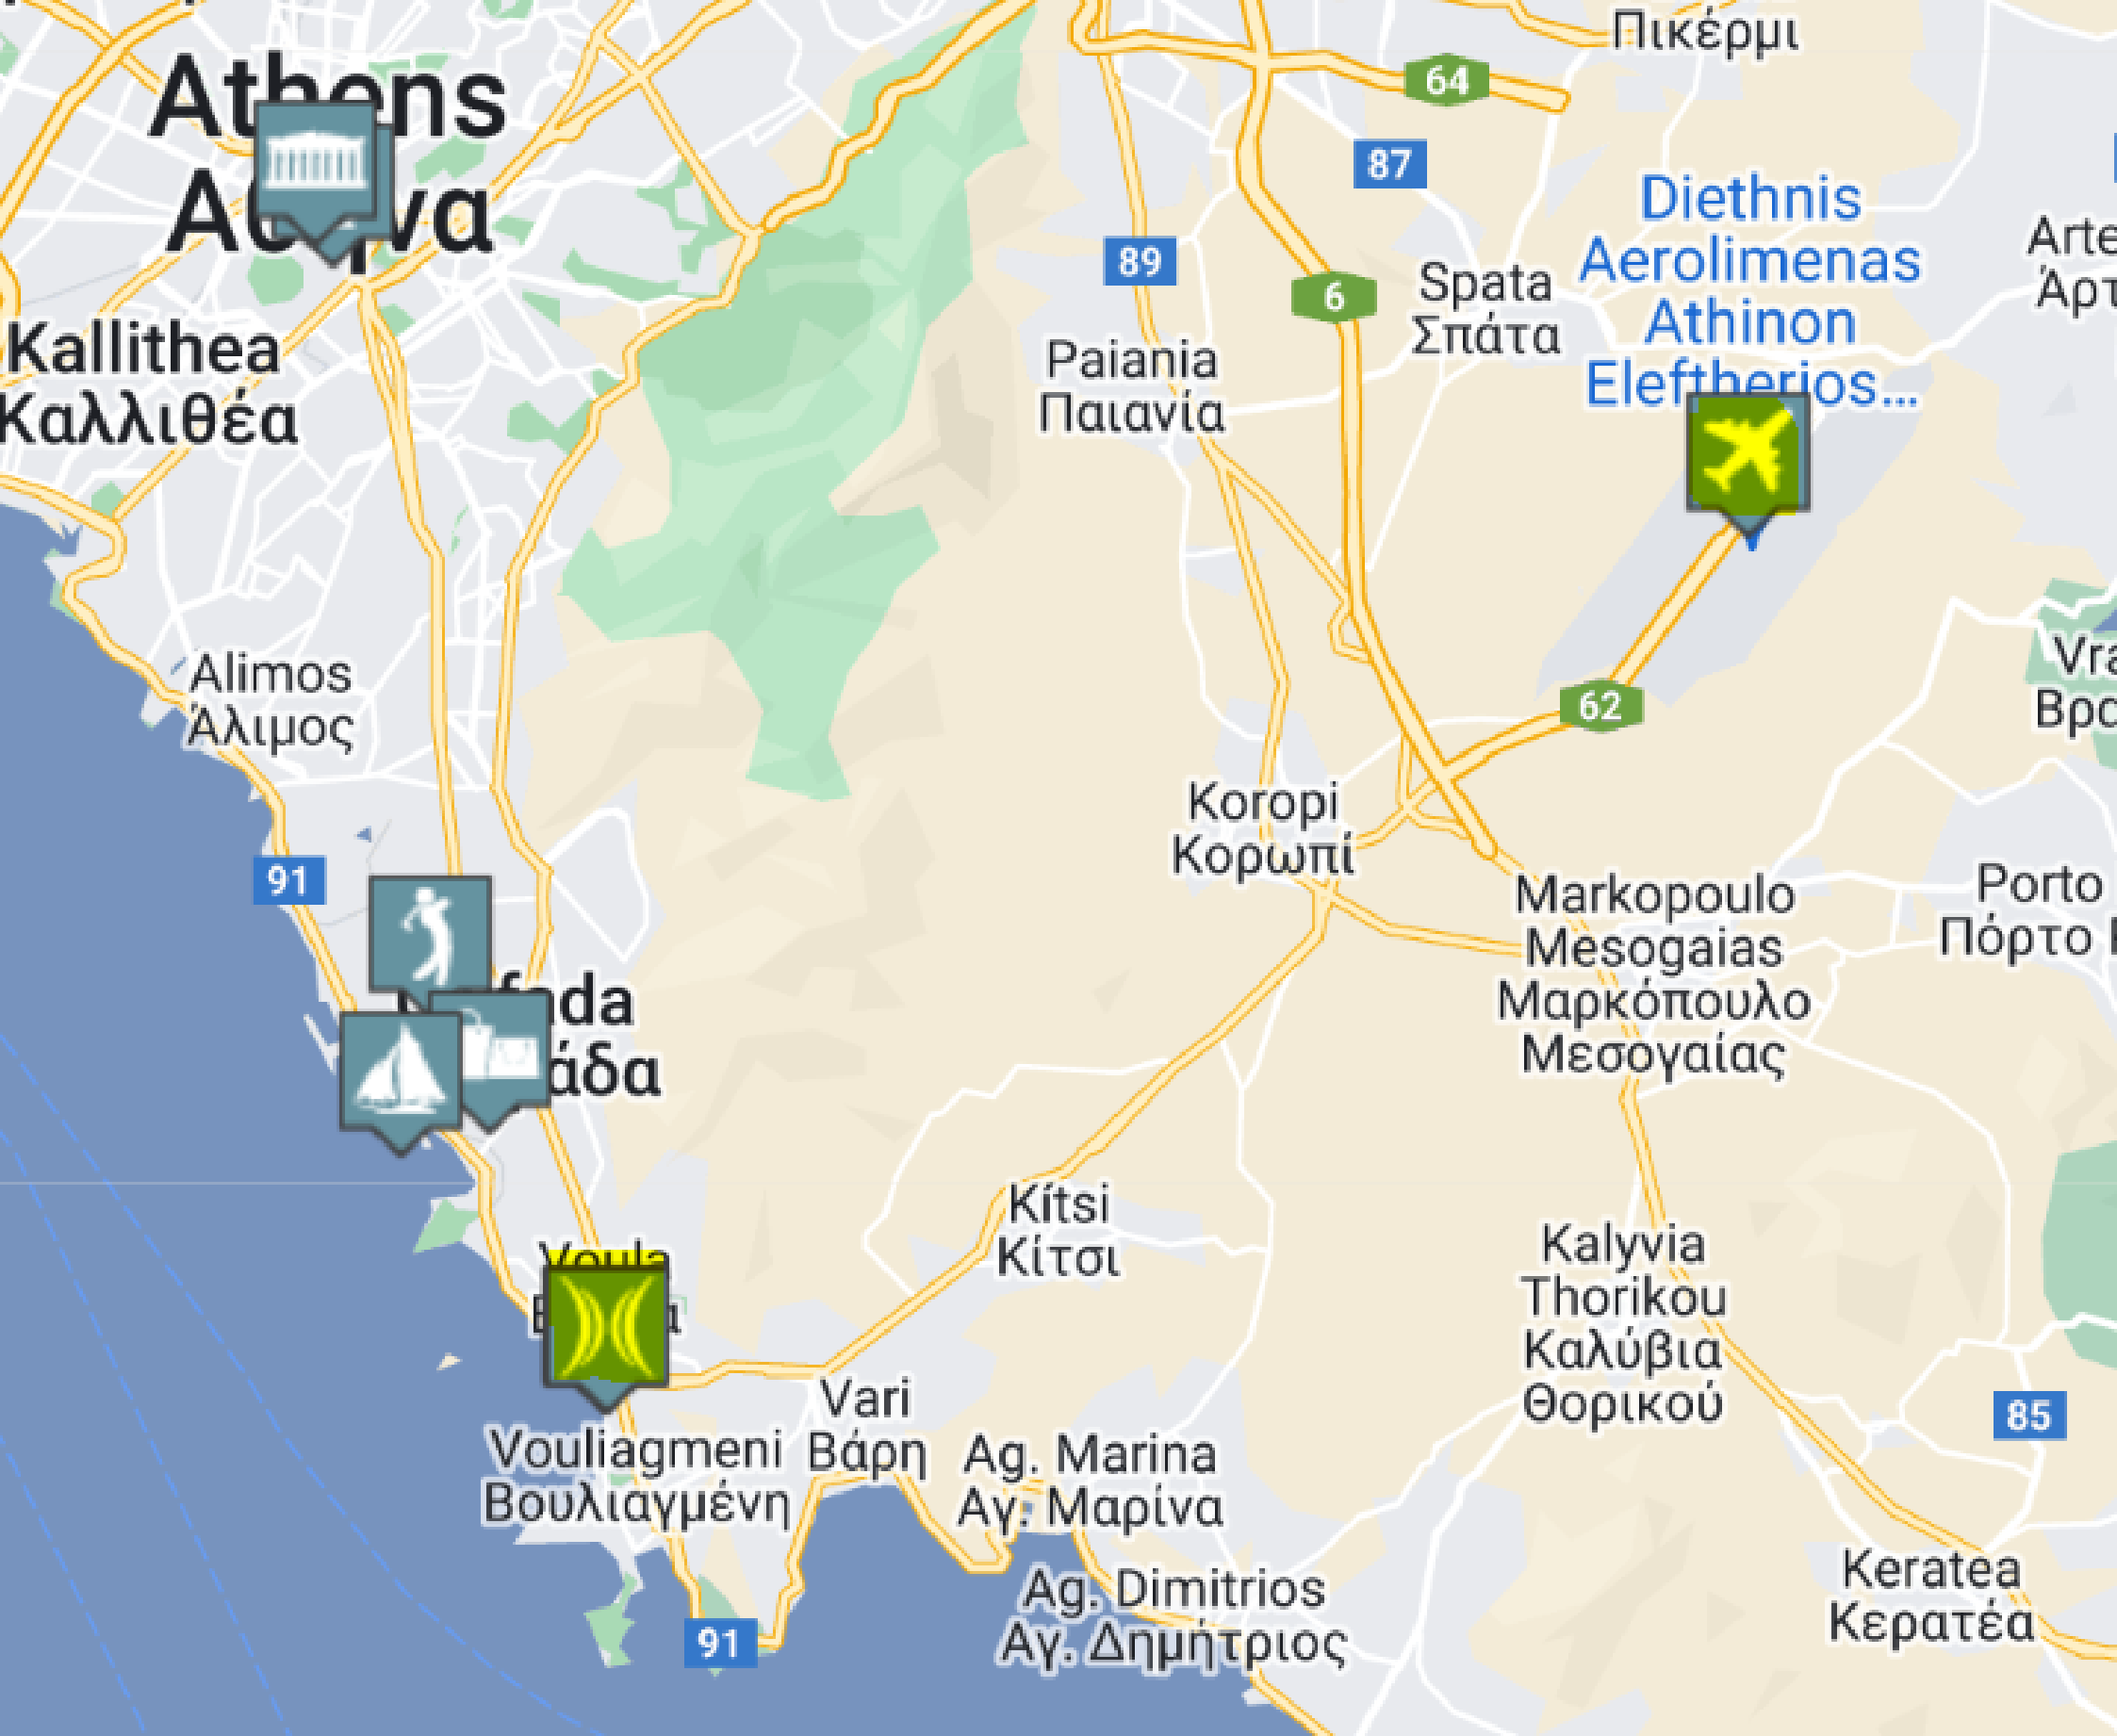 Πικέρμι
Athens
64
87
Diethnis
Aerolimenas
Athinon
Eleftherios...
89
6
Spata
Σπάτα
Kallithea
Καλλιθέα
Paiania
Παιανία
Alimos
Άλιμος
62
Koropi
Κορωπί
91
Markopoulo
Mesogaias
Μαρκόπουλο
Μεσογαίας
Porto
Πόρτο
Kitsi
Κίτσι
Voula
Kalyvia
Thorikou
Καλύβια
Θορικού
Vari
Βάρη
85
Vouliagmeni
Βουλιαγμένη
Ag. Marina
Αγ. Μαρίνα
Ag. Dimitrios
Αγ. Δημήτριος
Keratea
Κερατέα
91